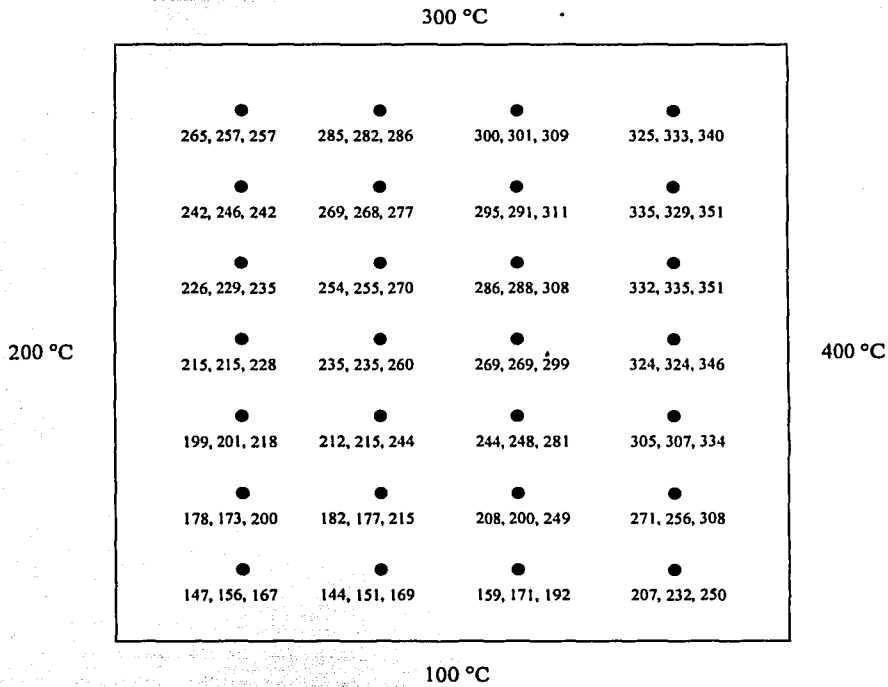 300 °C
265, 257, 257 285, 282, 286 300, 301, 309 325, 333, 340
242, 246, 242 269, 268, 277 295, 291, 311 335, 329, 351
226, 229, 235 254, 255, 270 286, 288, 308 332, 335, 351
200 °C 400 °C
215, 215, 228 235, 235, 260 269, 269, 299 324, 324, 346
199, 201, 218 212, 215, 244 244, 248, 281 305, 307, 334
178, 173, 200 182, 177, 215 208, 200, 249 271, 256, 308
147, 156, 167 144, 151, 169 159, 171, 192 207, 232, 250
100 °C